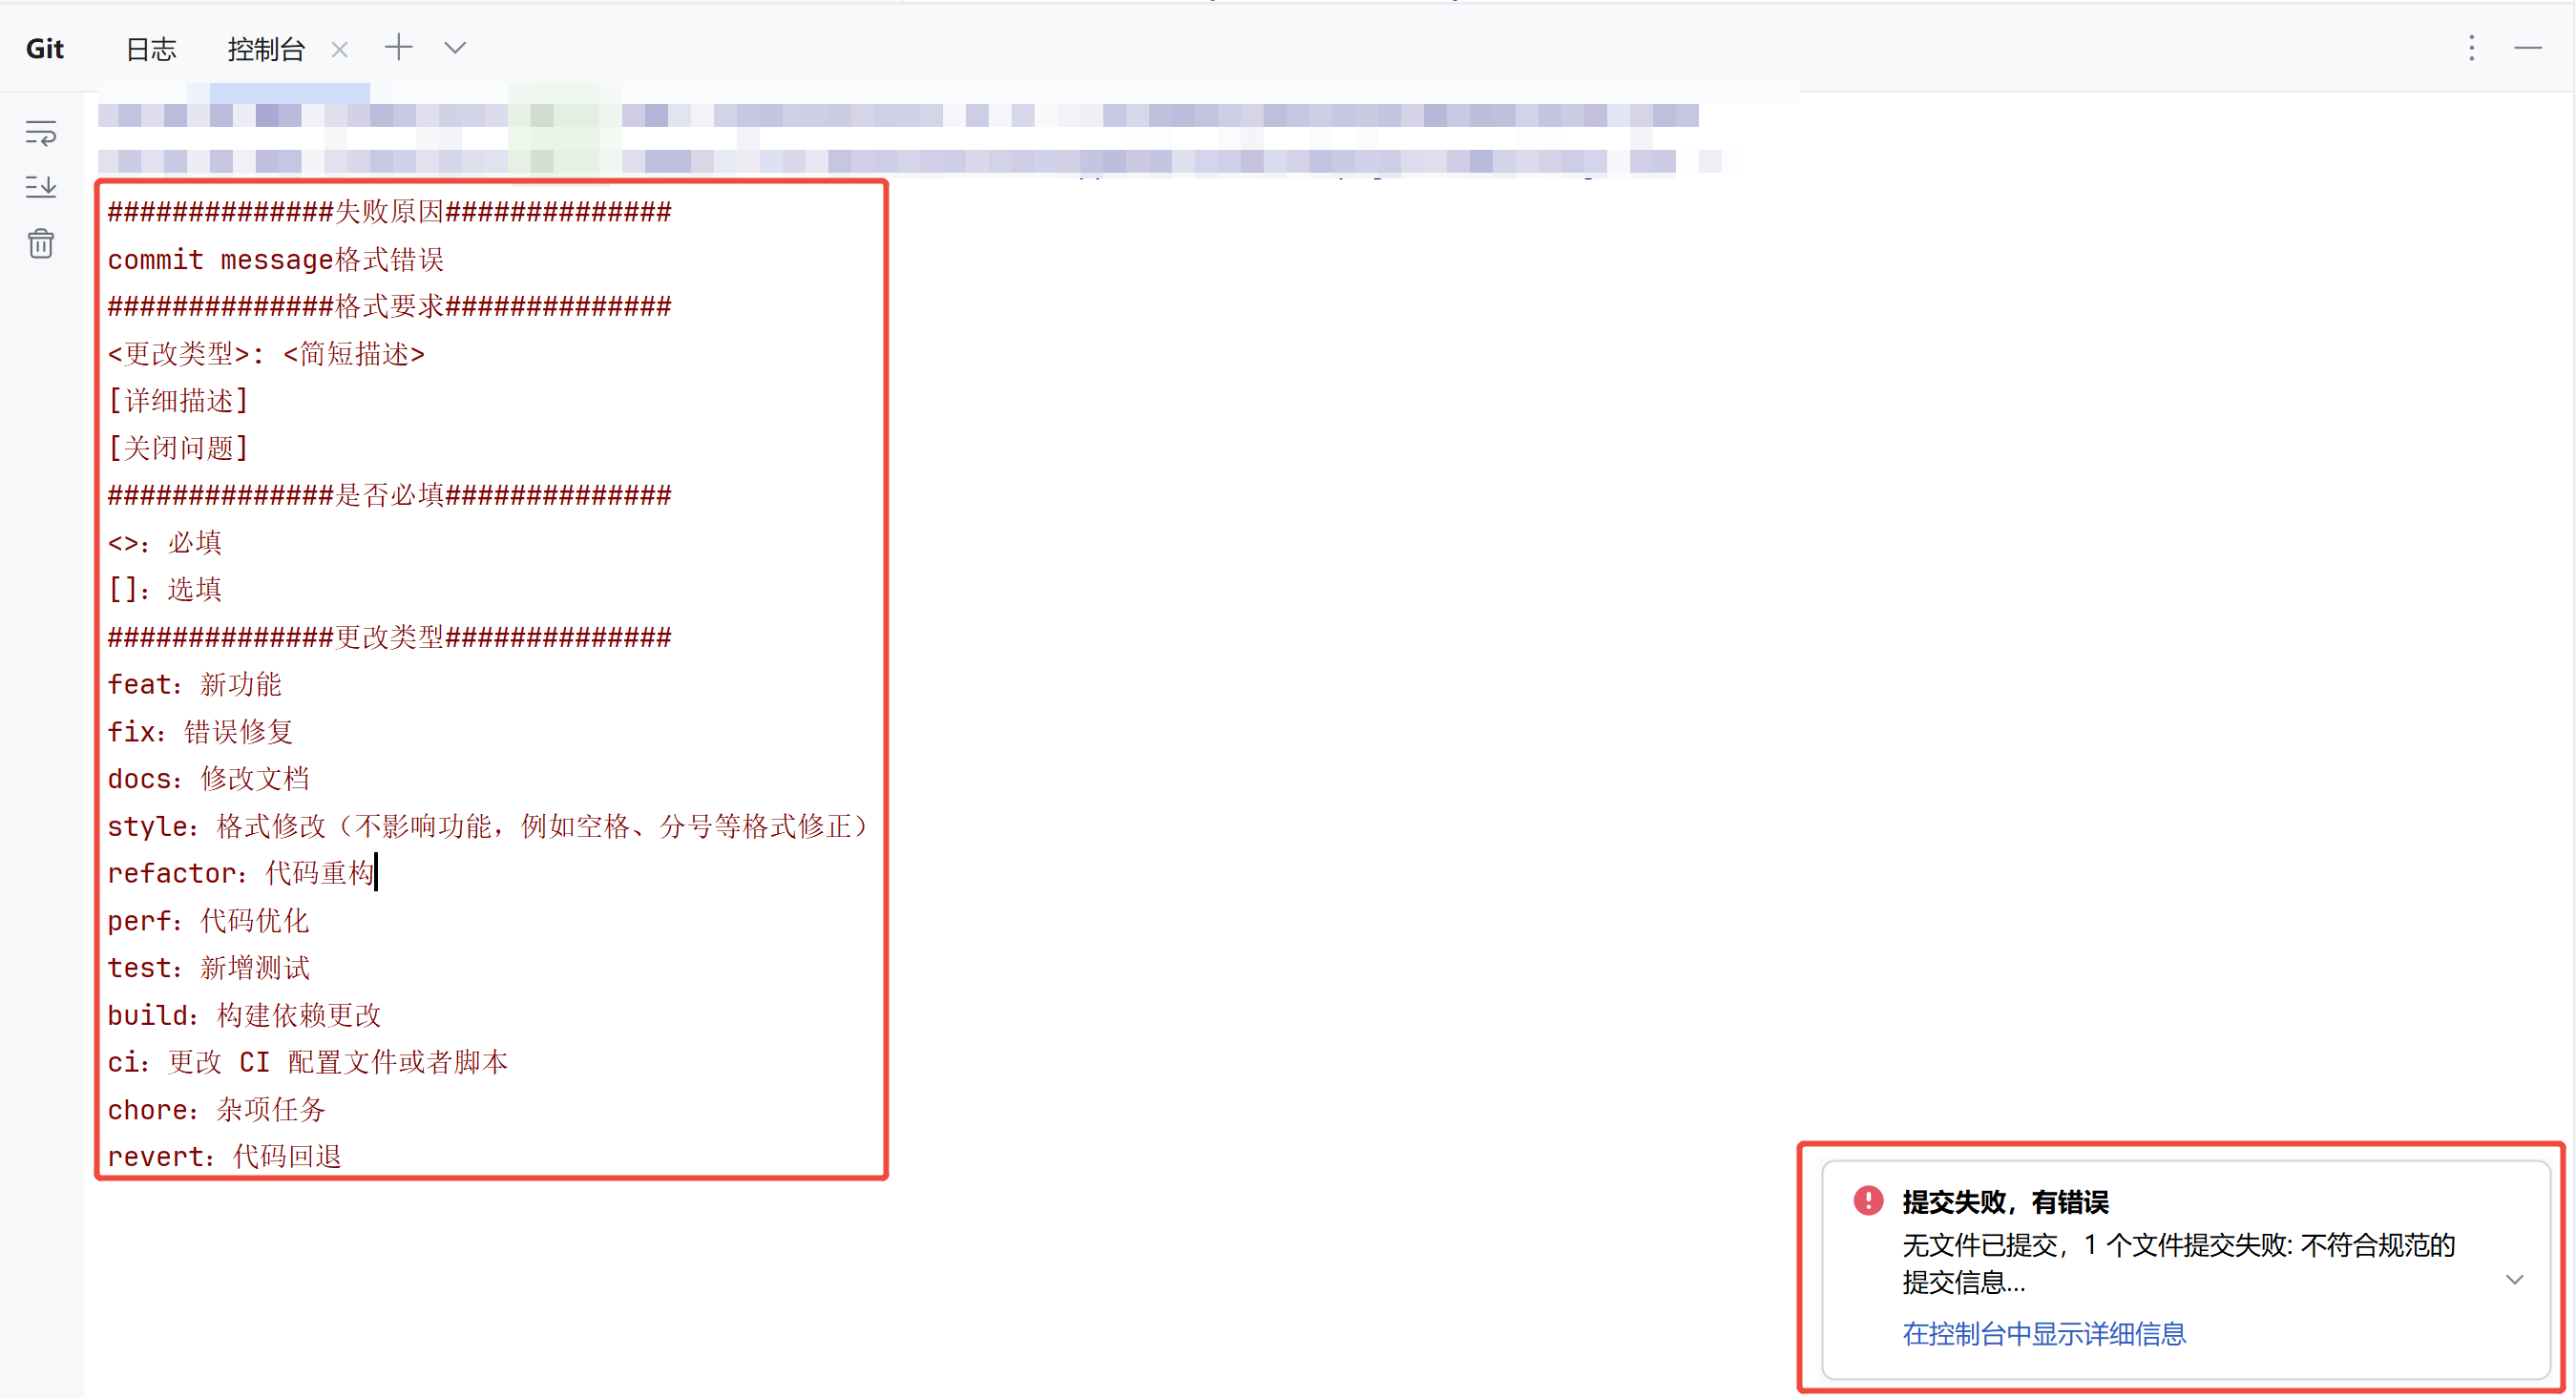 Git 日志 控制台
##############失败原因##############
commit message格式错误
##############格式要求##############
<更改类型>: <简短描述>
[详细描述]
[关闭问题]
##############是否必填##############
<>：必填
[]：选填
##############更改类型##############
feat：新功能
fix：错误修复
docs：修改文档
style：格式修改（不影响功能，例如空格、分号等格式修正）
refactor：代码重构
perf：代码优化
test：新增测试
build：构建依赖更改
ci：更改 CI 配置文件或者脚本
chore：杂项任务
revert：代码回退
提交失败，有错误
无文件已提交，1 个文件提交失败: 不符合规范的
提交信息...
在控制台中显示详细信息